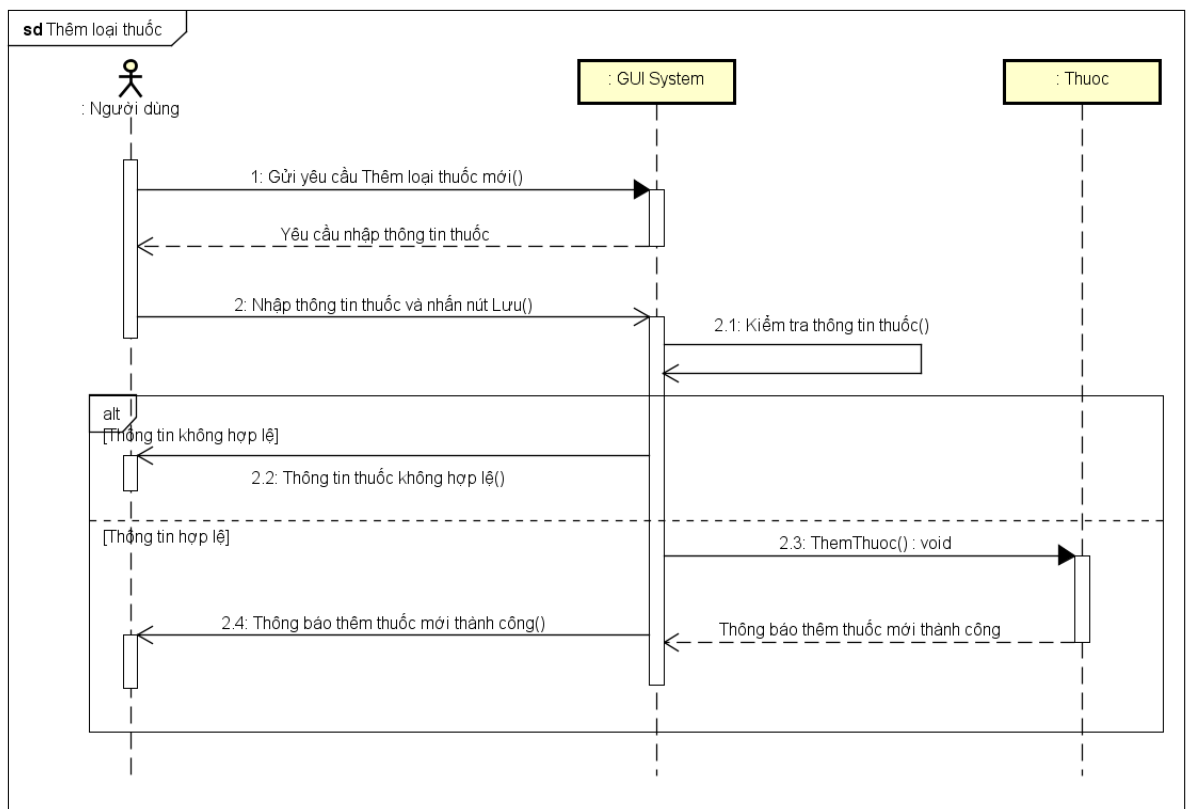 sd Thêm loại thuốc
: Người dùng
: GUI System
: Thuoc
1: Gửi yêu cầu Thêm loại thuốc mới()
Yêu cầu nhập thông tin thuốc
2: Nhập thông tin thuốc và nhấn nút Lưu()
2.1: Kiểm tra thông tin thuốc()
alt
[Thông tin không hợp lệ]
2.2: Thông tin thuốc không hợp lệ()
[Thông tin hợp lệ]
2.3: ThemThuoc() : void
2.4: Thông báo thêm thuốc mới thành công()
Thông báo thêm thuốc mới thành công